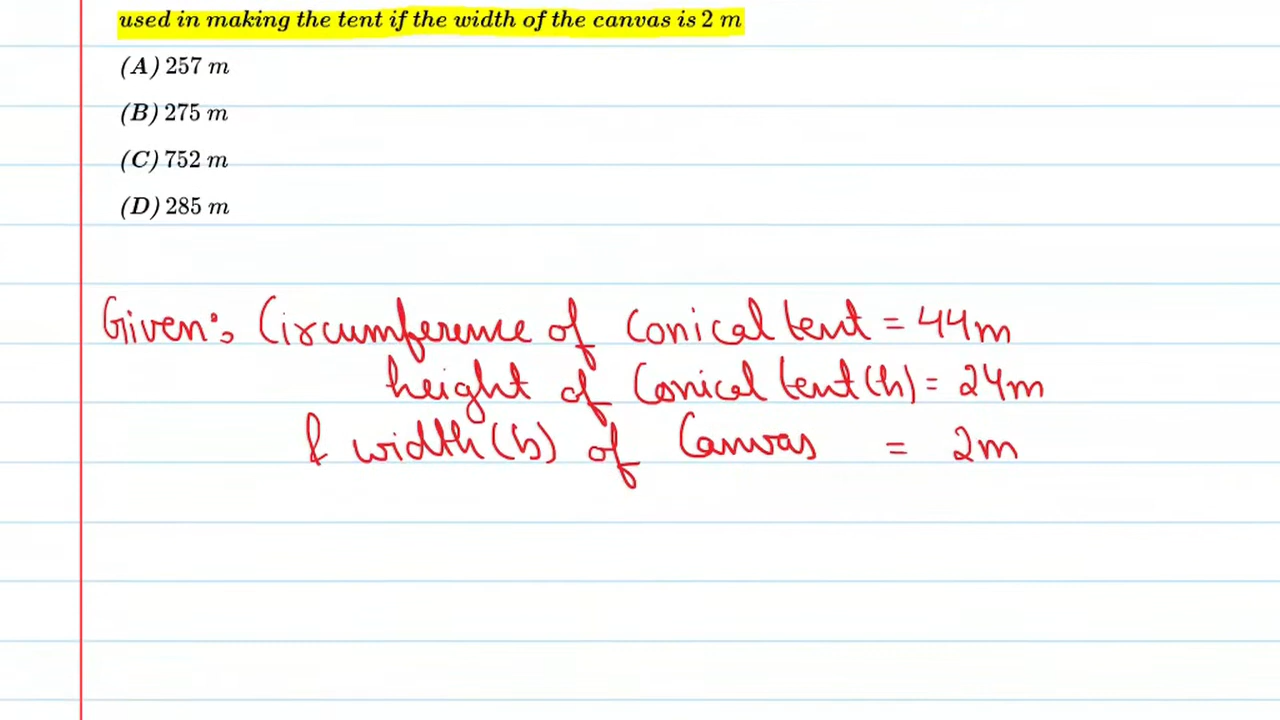 used in making the tent if the width of the canvas is 2 m
(A) 257 m
(B) 275 m
(C) 752 m
(D) 285 m
Given:, Circumference of Conical tent = 44m
height of Conical tent (h) = 24m
& width (b) of Canvas = 2m